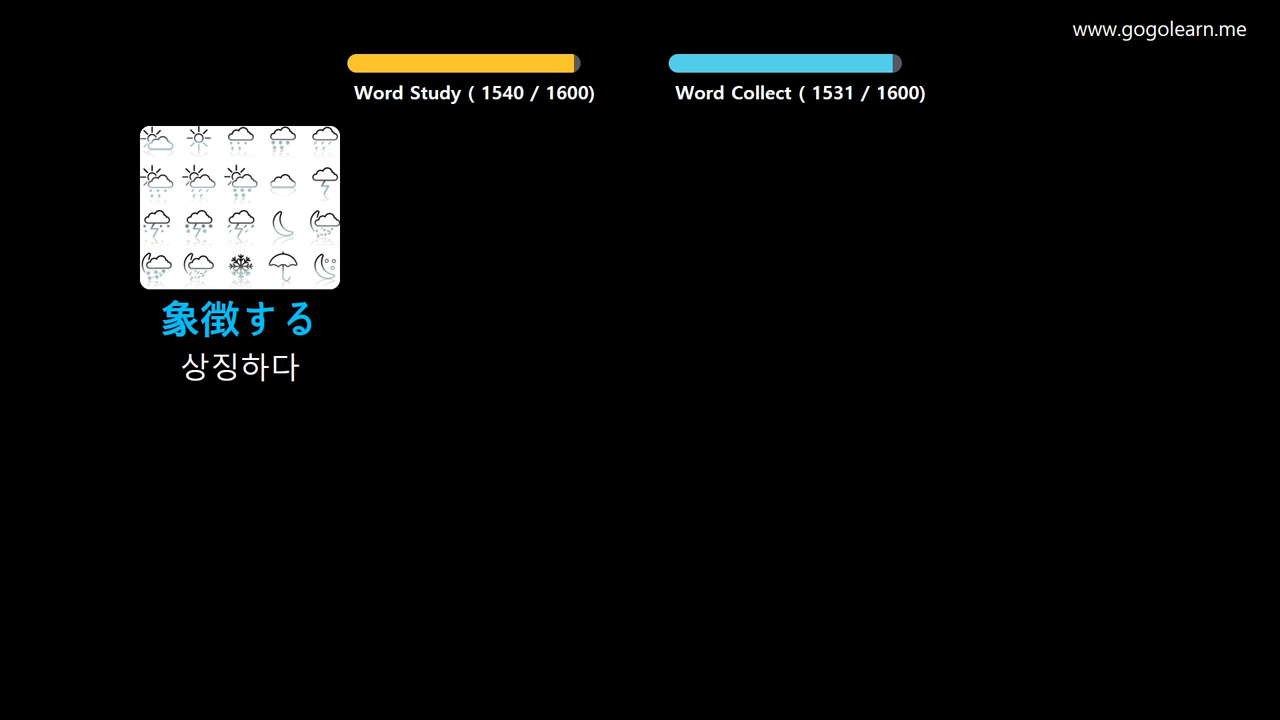 www.gogolearn.me
Word Study ( 1540 / 1600)
Word Collect ( 1531 / 1600)
象徴する
상징하다